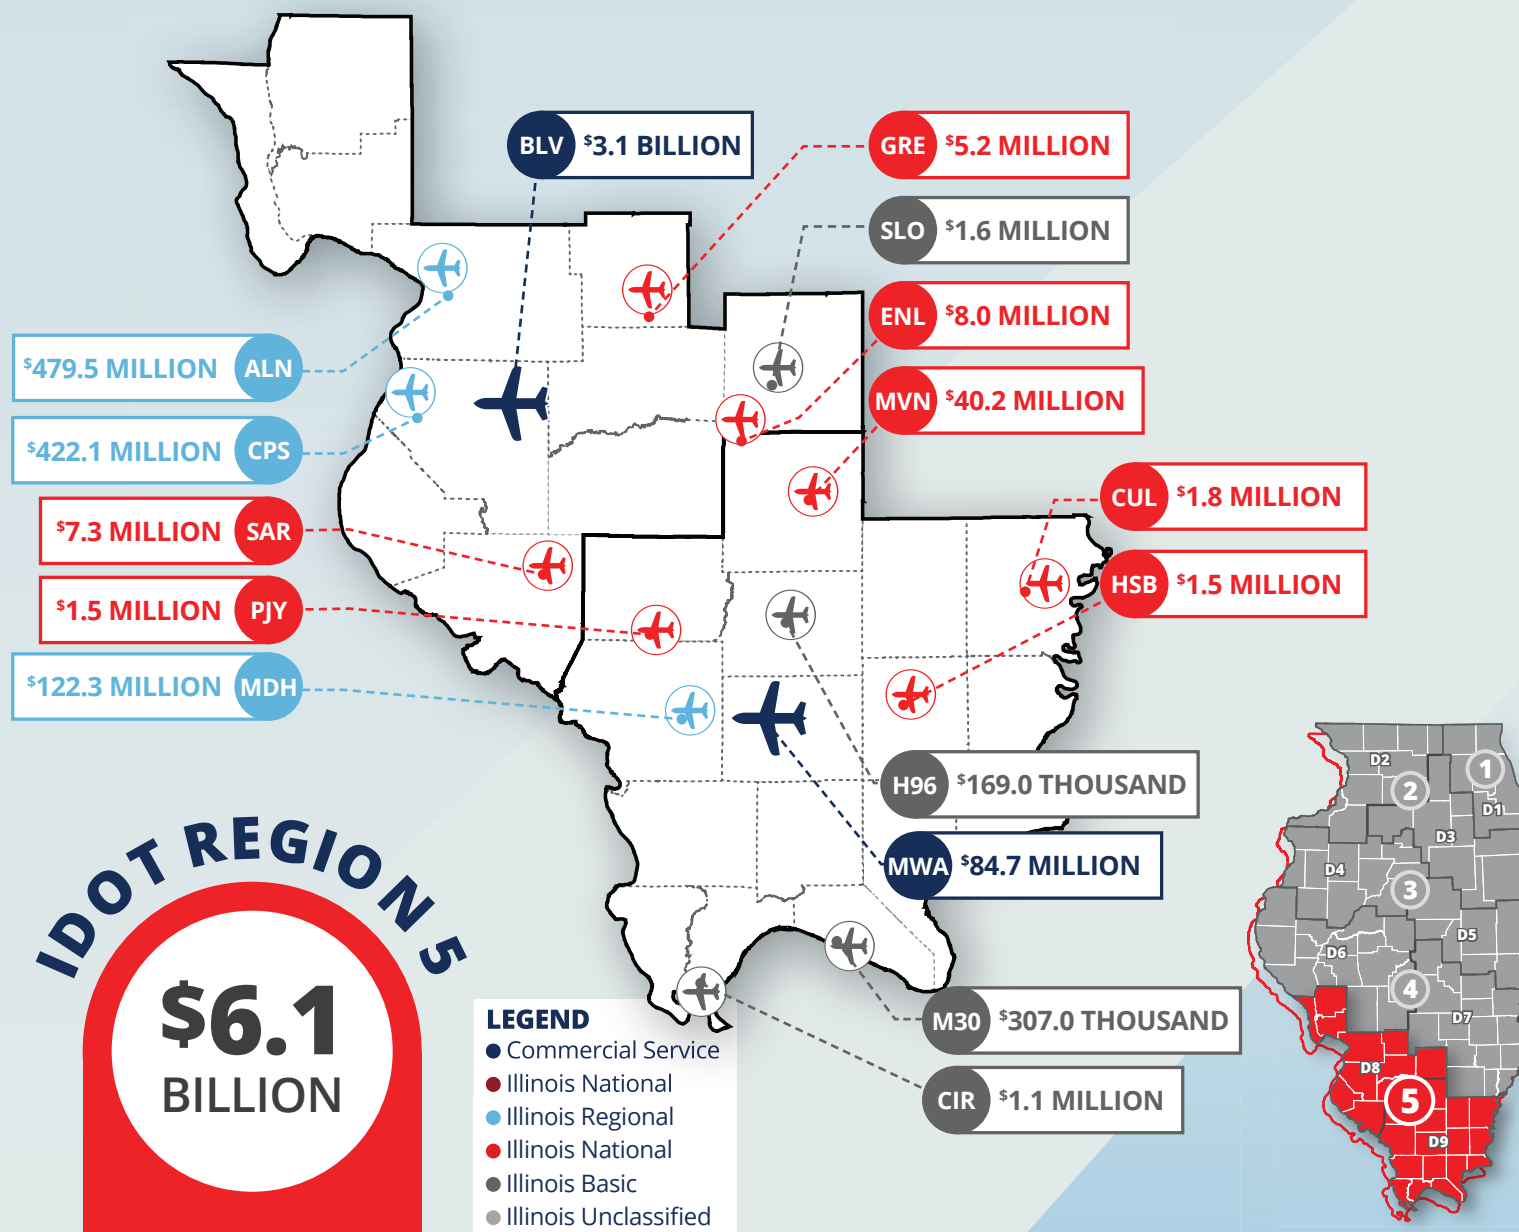 BLV $3.1 BILLION
GRE $5.2 MILLION
SLO $1.6 MILLION
ENL $8.0 MILLION
MVN $40.2 MILLION
CUL $1.8 MILLION
HSB $1.5 MILLION
$479.5 MILLION ALN
$422.1 MILLION CPS
$7.3 MILLION SAR
$1.5 MILLION PJY
$122.3 MILLION MDH
H96 $169.0 THOUSAND
MWA $84.7 MILLION
M30 $307.0 THOUSAND
CIR $1.1 MILLION
IDOT REGION 5
$6.1
BILLION
LEGEND
Commercial Service
Illinois National
Illinois Regional
Illinois National
Illinois Basic
Illinois Unclassified
D2
1
2
D1
D3
D4
3
D5
D6
4
D7
D8
5
D9